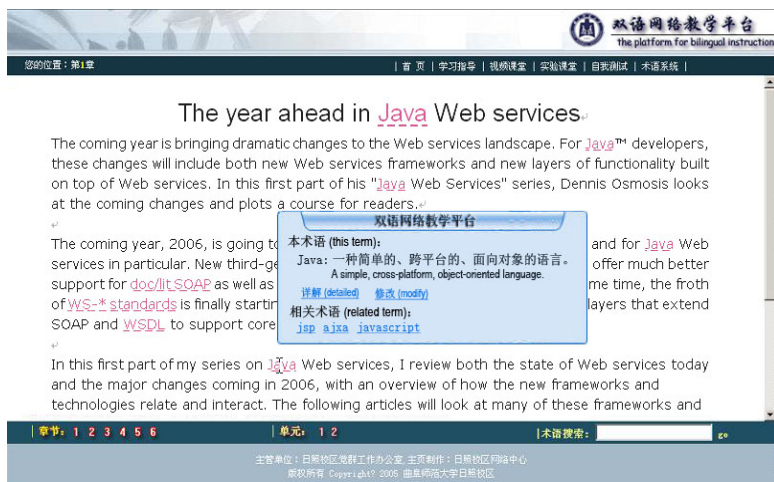 双语网络教学平台
the platform for bilingual instruction
您的位置：第1章
| 首 页 | 学习指导 | 视频课堂 | 实验课堂 | 自我测试 | 术语系统 |
The year ahead in Java Web services
The coming year is bringing dramatic changes to the Web services landscape. For Java™ developers,
these changes will include both new Web services frameworks and new layers of functionality built
on top of Web services. In this first part of his "Java Web Services" series, Dennis Osmosis looks
at the coming changes and plots a course for readers.
The coming year, 2006, is going to
and for Java Web
services in particular. New third-ge
offer much better
support for doc/lit SOAP as well as
me time, the froth
of WS-* standards is finally startin
layers that extend
SOAP and WSDL to support core
双语网络教学平台
本术语 (this term):
Java: 一种简单的、跨平台的、面向对象的语言。
A simple, cross-platform, object-oriented language.
详解 (detailed) 修改 (modify)
相关术语 (related term):
jsp ajxa javascript
In this first part of my series on Java Web services, I review both the state of Web services today
and the major changes coming in 2006, with an overview of how the new frameworks and
technologies relate and interact. The following articles will look at many of these frameworks and
| 章节: 1 2 3 4 5 6
| 单元: 1 2
|术语搜索:
go
主管单位：日照校区党群工作办公室,主页制作：日照校区网络中心
版权所有 Copyright? 2005 曲阜师范大学日照校区